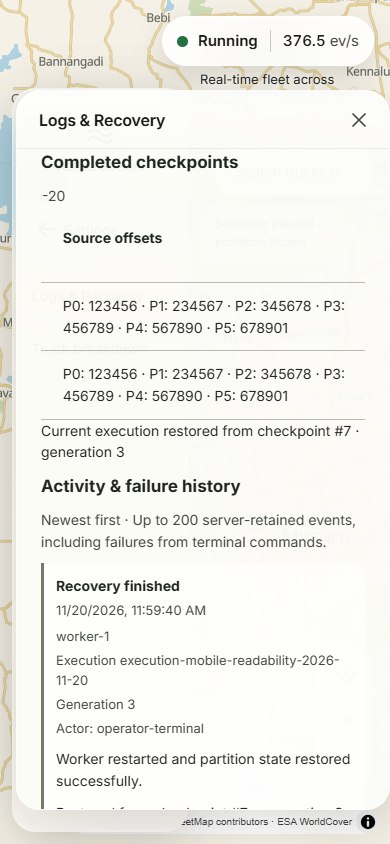 Bebi
Running 376.5 ev/s
Bannangadi
Real-time fleet across
Kennalu
Logs & Recovery
Completed checkpoints
-20
Source offsets
P0: 123456 · P1: 234567 · P2: 345678 · P3:
456789 · P4: 567890 · P5: 678901
P0: 123456 · P1: 234567 · P2: 345678 · P3:
456789 · P4: 567890 · P5: 678901
Current execution restored from checkpoint #7 ·
generation 3
Activity & failure history
Newest first · Up to 200 server-retained events,
including failures from terminal commands.
Recovery finished
11/20/2026, 11:59:40 AM
worker-1
Execution execution-mobile-readability-2026-
11-20
Generation 3
Actor: operator-terminal
Worker restarted and partition state restored
successfully.
eetMap contributors · ESA WorldCover